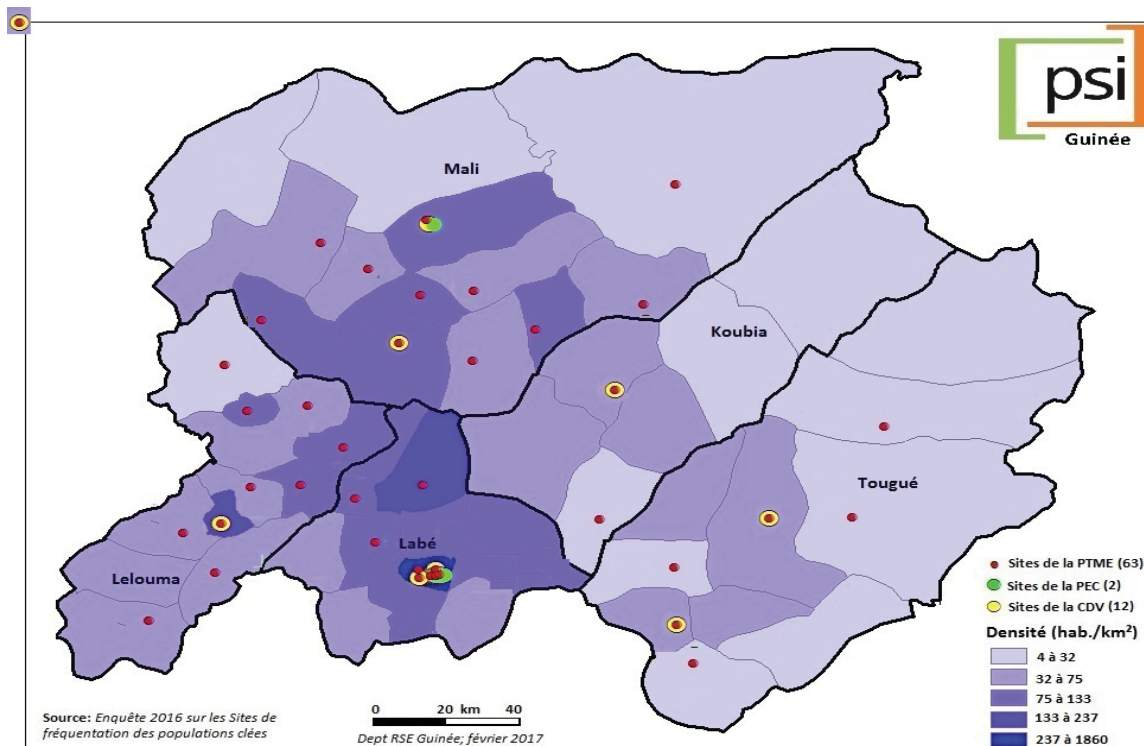 psi
Guinée
Mali
Koubia
Tougué
Labé
Lelouma
Sites de la PTME (63)
Sites de la PEC (2)
Sites de la CDV (12)
Densité (hab./km²)
4 à 32
32 à 75
75 à 133
133 à 237
237 à 1860
0 20 km 40
Dept RSE Guinée; février 2017
Source: Enquête 2016 sur les Sites de
fréquentation des populations clées